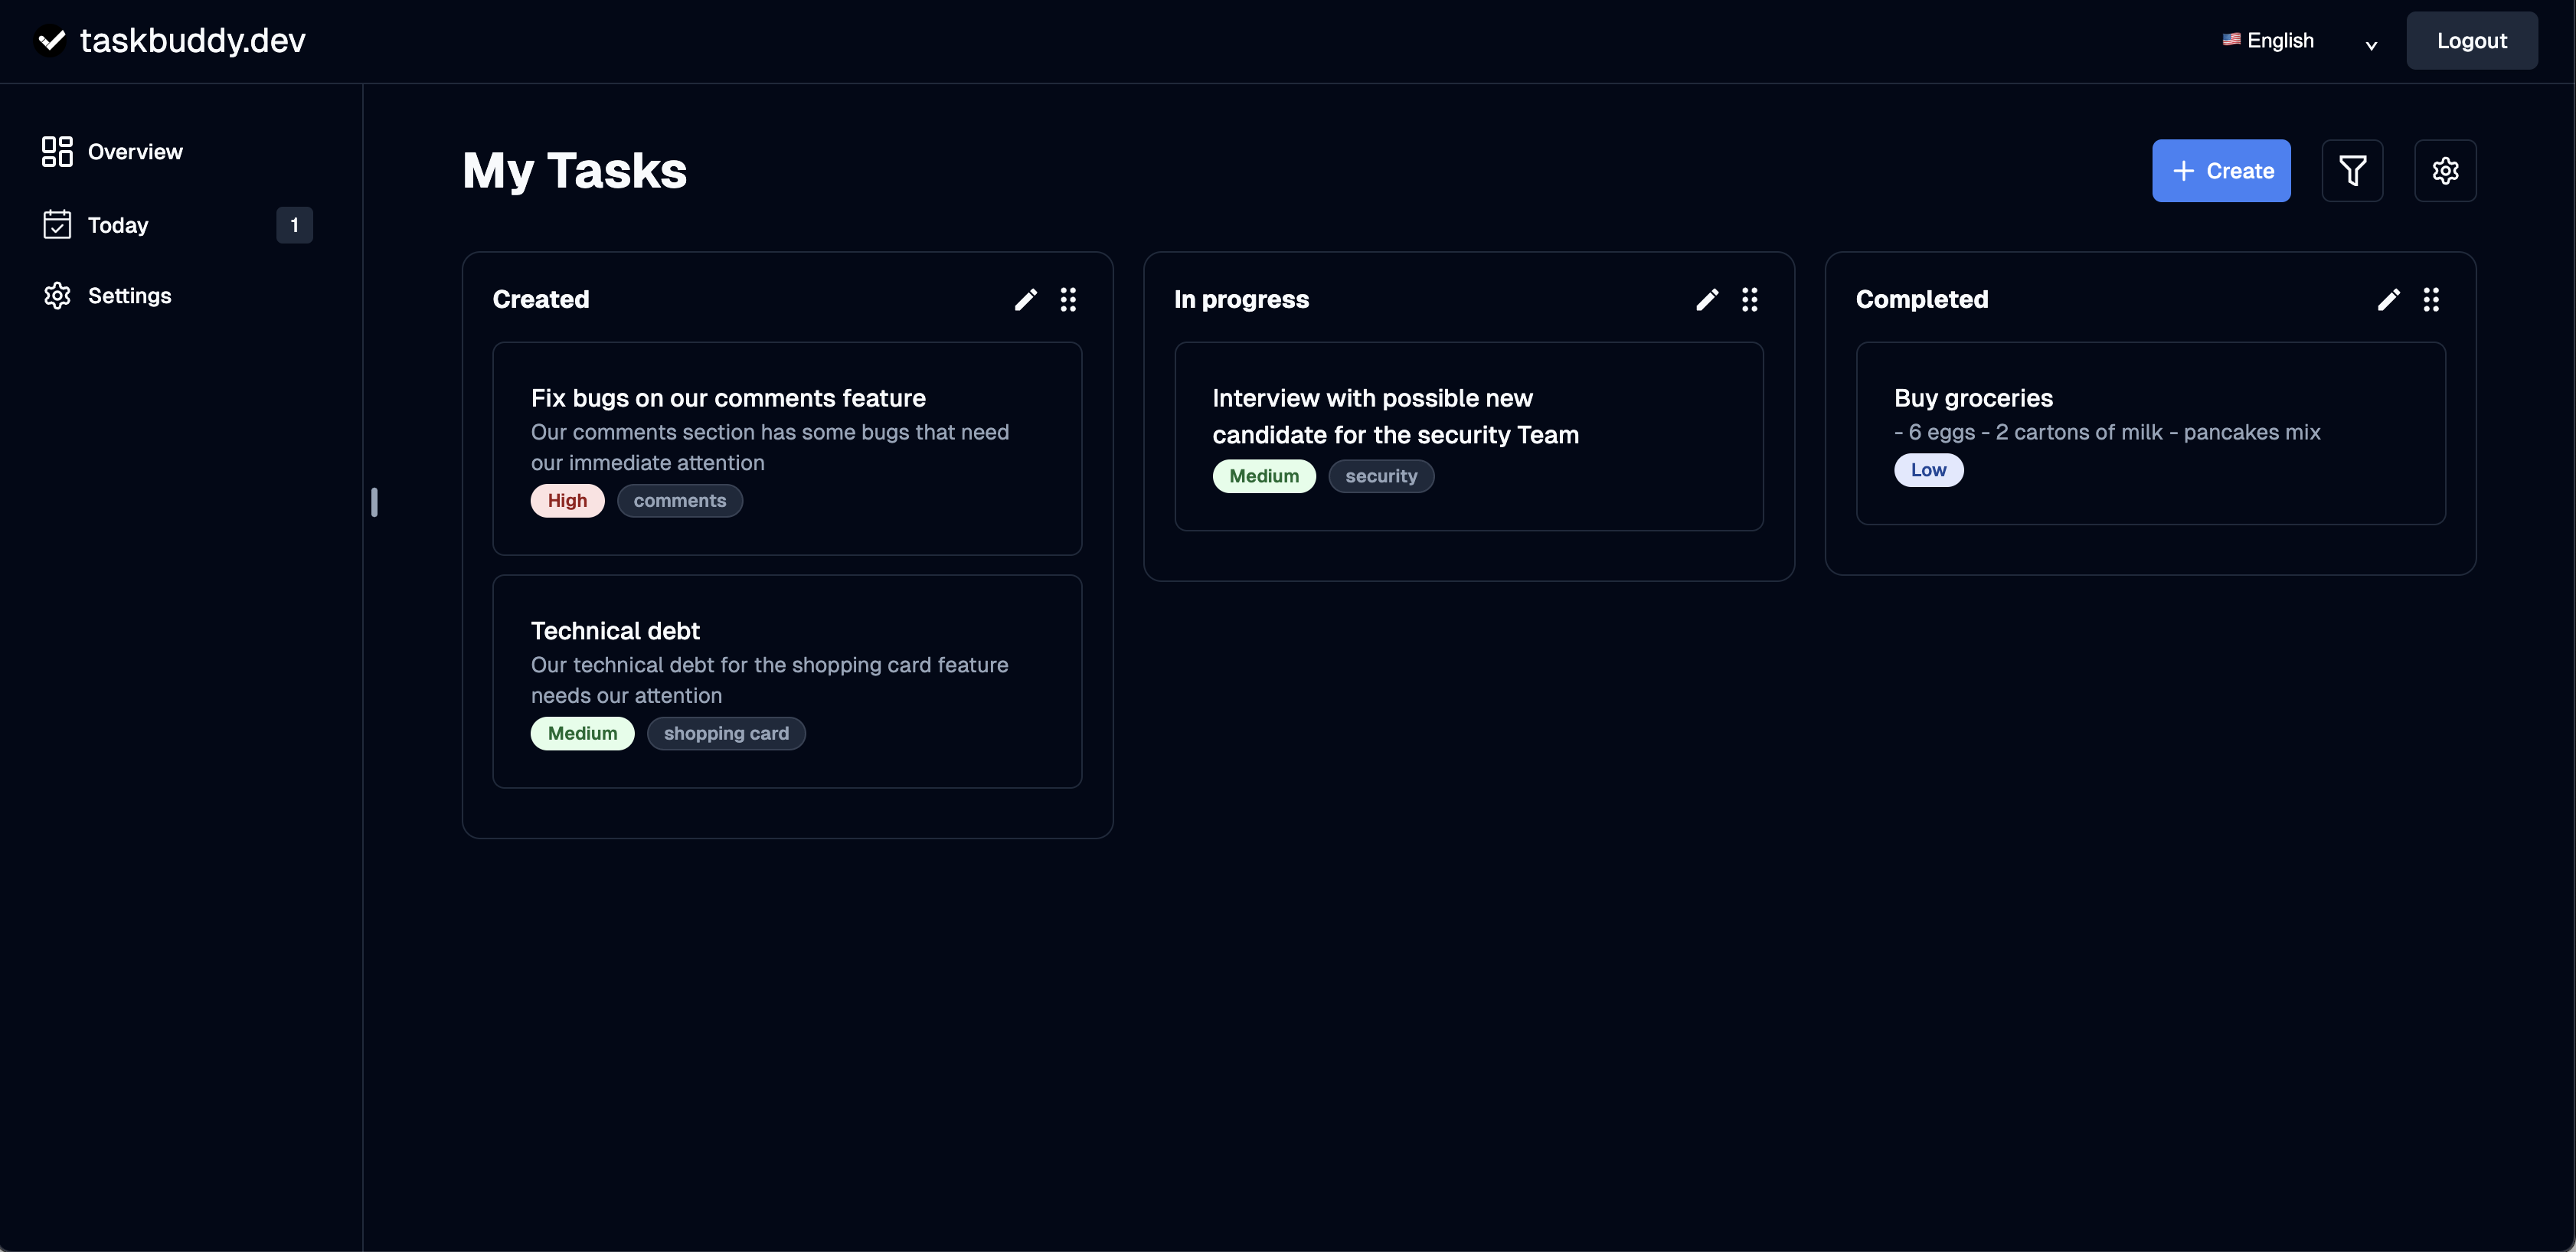 taskbuddy.dev
English
Logout
Overview
Today
1
Settings
My Tasks
Create
Created
Fix bugs on our comments feature
Our comments section has some bugs that need
our immediate attention
High
comments
Technical debt
Our technical debt for the shopping card feature
needs our attention
Medium
shopping card
In progress
Interview with possible new
candidate for the security Team
Medium
security
Completed
Buy groceries
- 6 eggs - 2 cartons of milk - pancakes mix
Low